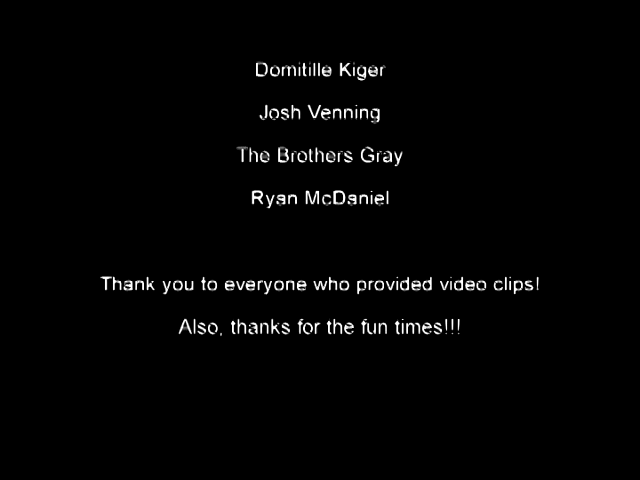 Domitille Kiger
Josh Venning
The Brothers Gray
Ryan McDaniel
Thank you to everyone who provided video clips!
Also, thanks for the fun times!!!